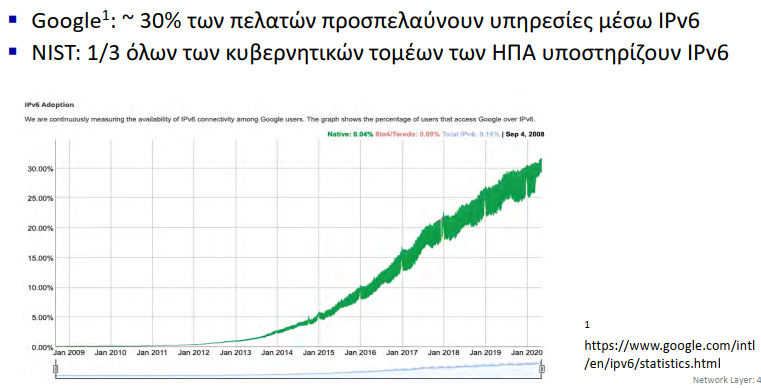 ▪ Google1: ~ 30% των πελατών προσπελαύνουν υπηρεσίες μέσω IPv6
▪ NIST: 1/3 όλων των κυβερνητικών τομέων των ΗΠΑ υποστηρίζουν IPv6
IPv6 Adoption
We are continuously measuring the availability of IPv6 connectivity among Google users. The graph shows the percentage of users that access Google over IPv6.
Native: 0.04% 6to4/Teredo: 0.09% Total IPv6: 0.14% | Sep 4, 2008
30.00%
25.00%
20.00%
15.00%
10.00%
5.00%
0.00%
Jan 2009 Jan 2010 Jan 2011 Jan 2012 Jan 2013 Jan 2014 Jan 2015 Jan 2016 Jan 2017 Jan 2018 Jan 2019 Jan 2020
1
https://www.google.com/intl
/en/ipv6/statistics.html
Network Layer: 4